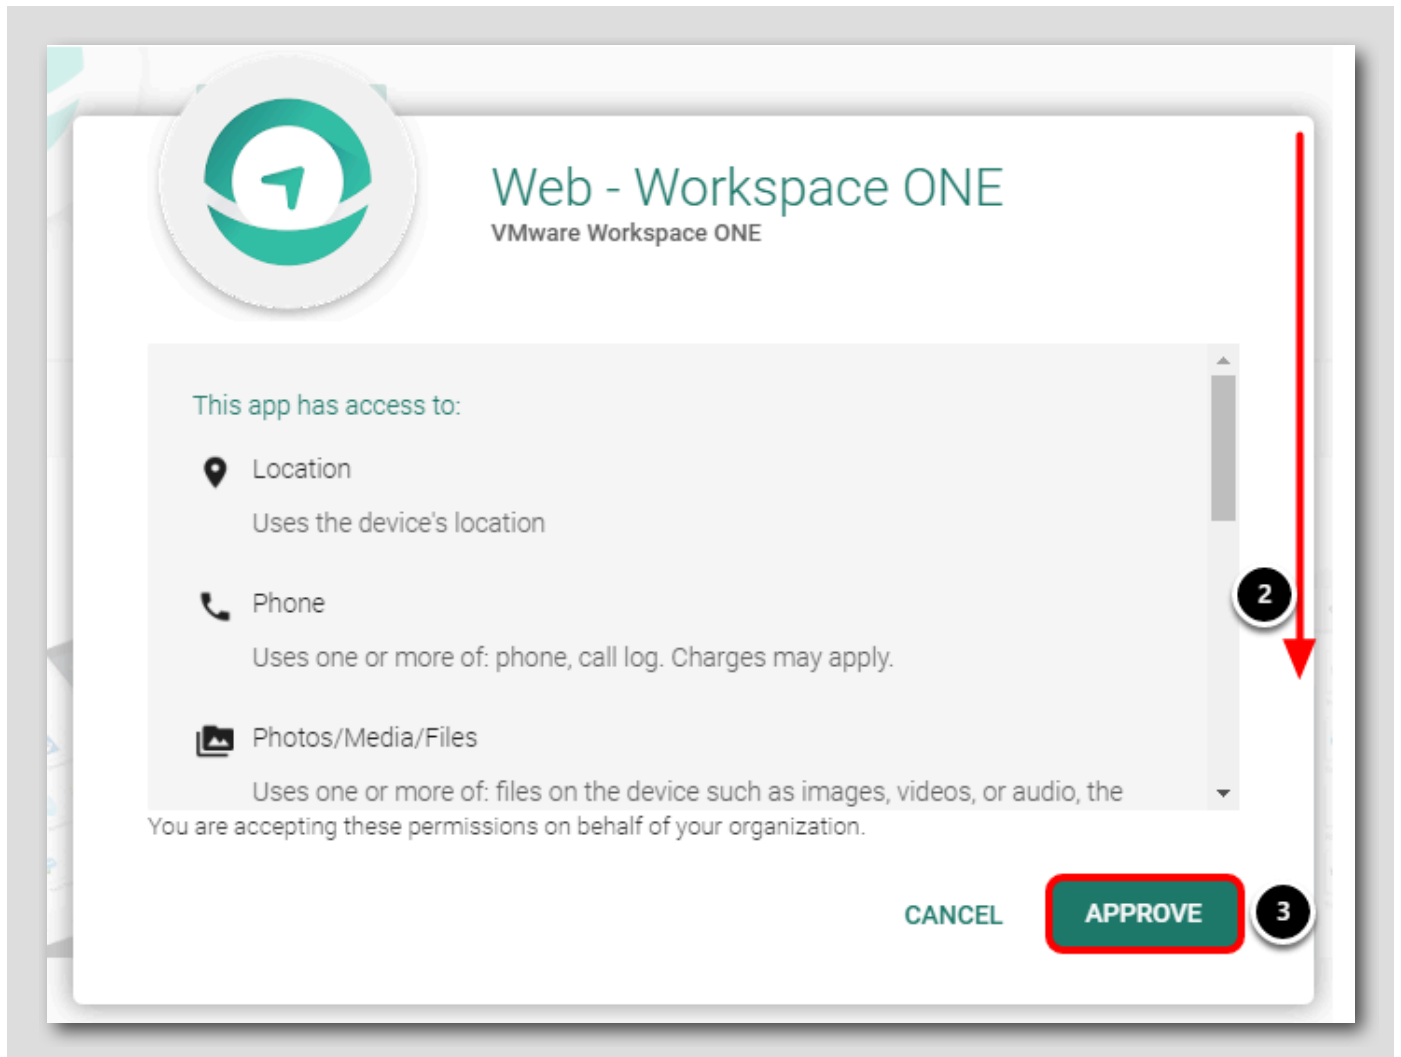 Web - Workspace ONE
VMware Workspace ONE
This app has access to:
Location
Uses the device's location
Phone
Uses one or more of: phone, call log. Charges may apply.
Photos/Media/Files
Uses one or more of: files on the device such as images, videos, or audio, the
You are accepting these permissions on behalf of your organization.
2
CANCEL
APPROVE
3